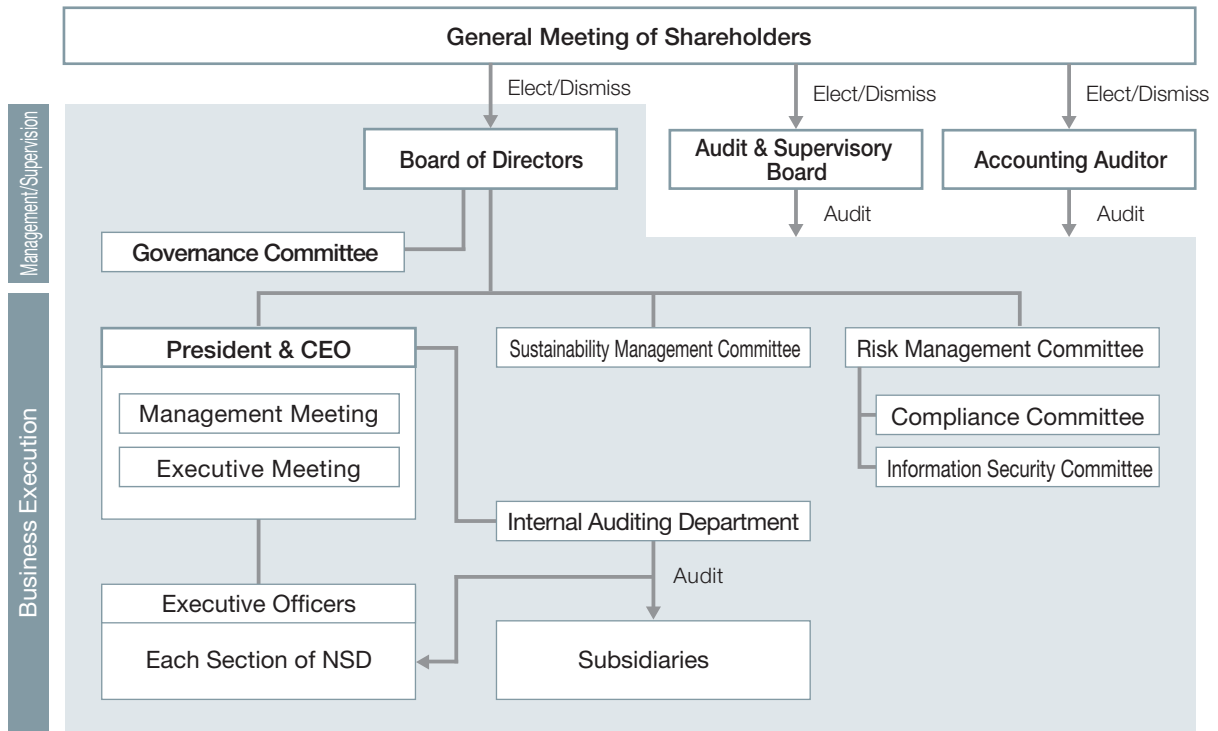 General Meeting of Shareholders
Elect/Dismiss
Elect/Dismiss
Elect/Dismiss
Management/Supervision
Board of Directors
Audit & Supervisory
Board
Accounting Auditor
Audit
Audit
Governance Committee
Business Execution
President & CEO
Sustainability Management Committee
Risk Management Committee
Management Meeting
Compliance Committee
Executive Meeting
Information Security Committee
Internal Auditing Department
Audit
Executive Officers
Each Section of NSD
Subsidiaries